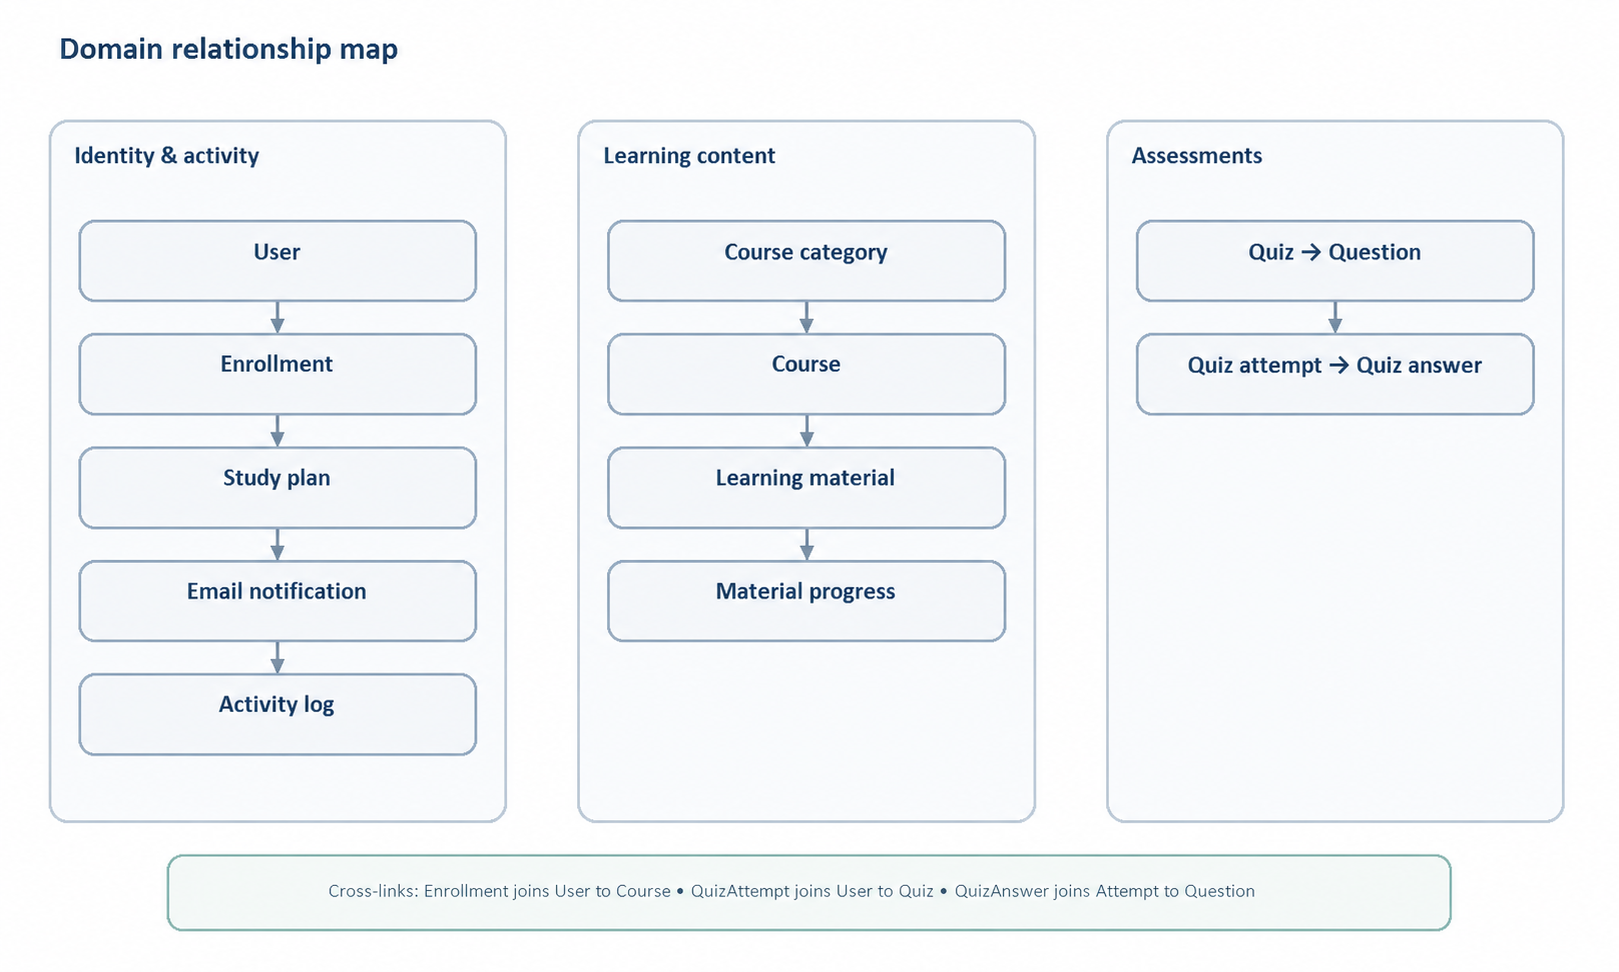 Domain relationship map
Identity & activity
User
Enrollment
Study plan
Email notification
Activity log
Learning content
Course category
Course
Learning material
Material progress
Assessments
Quiz → Question
Quiz attempt → Quiz answer
Cross-links: Enrollment joins User to Course • QuizAttempt joins User to Quiz • QuizAnswer joins Attempt to Question